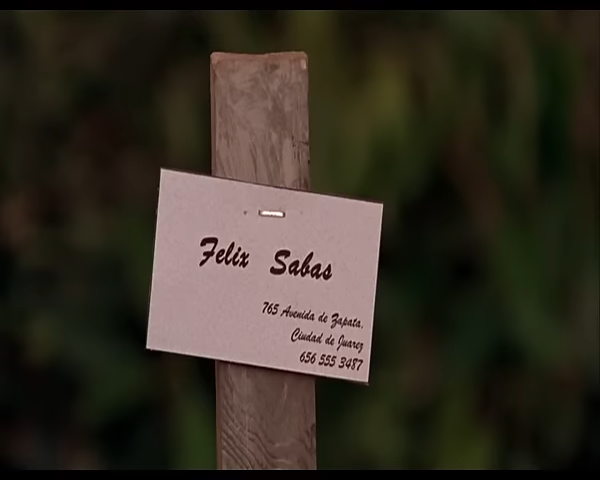 Felix Sabas
765 Avenida de Zapata,
Ciudad de Juarez
656 555 3487